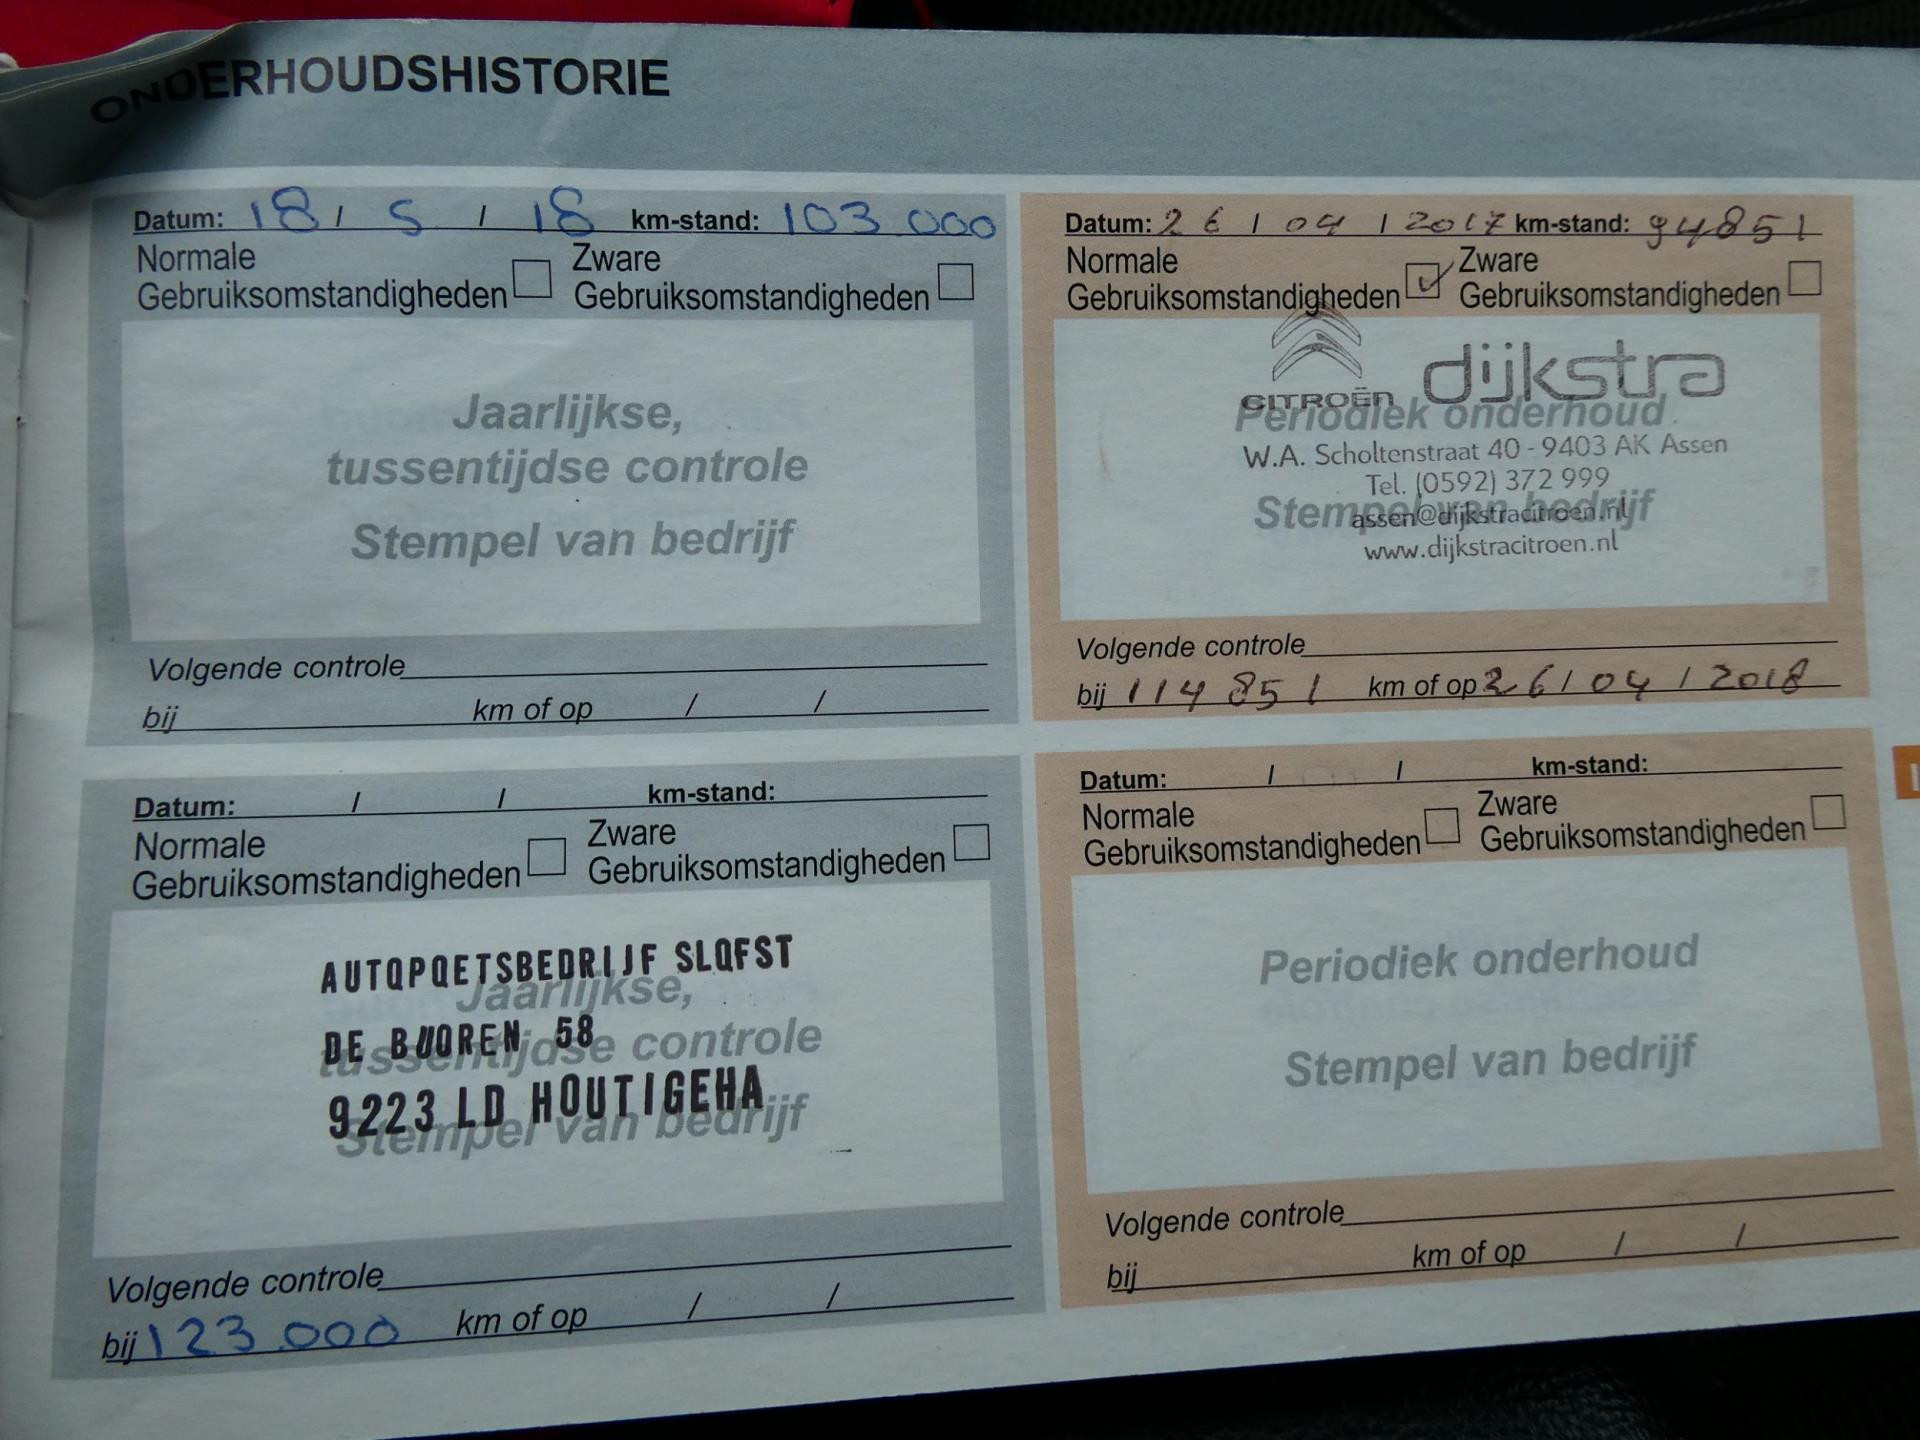 ONDERHOUDSHISTORIE
Datum: 18 / 5 / 18 km-stand: 103.000
Normale Zware
Gebruiksomstandigheden Gebruiksomstandigheden
Jaarlijkse,
tussentijdse controle
Stempel van bedrijf
Volgende controle
bij km of op / /
Datum: 26 / 04 / 2017 km-stand: 94851
Normale Zware
Gebruiksomstandigheden Gebruiksomstandigheden
CITROËN dijkstra
Periodiek onderhoud
W.A. Scholtenstraat 40 - 9403 AK Assen
Tel. (0592) 372 999
Stempel van bedrijf
assen@dijkstracitroen.nl
www.dijkstracitroen.nl
Volgende controle
bij 114851 km of op 26 / 04 / 2018
Datum: / / km-stand:
Normale Zware
Gebruiksomstandigheden Gebruiksomstandigheden
AUTOPOETSBEDRIJF SLOFST
Jaarlijkse,
DE BUOREN 58
tussentijdse controle
9223 LD HOUTIGEHA
Stempel van bedrijf
Volgende controle
bij 123.000 km of op / /
Datum: / / km-stand:
Normale Zware
Gebruiksomstandigheden Gebruiksomstandigheden
Periodiek onderhoud
Stempel van bedrijf
Volgende controle
bij km of op / /